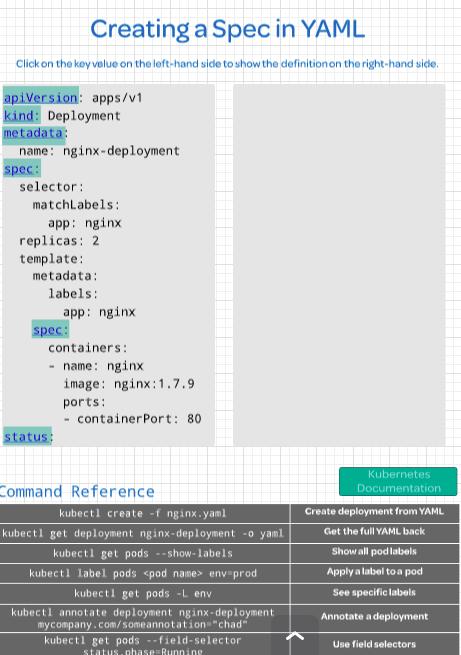 Creating a Spec in YAML
Click on the key value on the left-hand side to show the definition on the right-hand side.
apiVersion: apps/v1
kind: Deployment
metadata:
  name: nginx-deployment
spec:
  selector:
    matchLabels:
      app: nginx
  replicas: 2
  template:
    metadata:
      labels:
        app: nginx
    spec:
      containers:
      - name: nginx
        image: nginx:1.7.9
        ports:
        - containerPort: 80
status:
Kubernetes
Documentation
Command Reference
kubectl create -f nginx.yaml Create deployment from YAML
kubectl get deployment nginx-deployment -o yaml Get the full YAML back
kubectl get pods --show-labels Show all pod labels
kubectl label pods <pod name> env=prod Apply a label to a pod
kubectl get pods -L env See specific labels
kubectl annotate deployment nginx-deployment
mycompany.com/someannotation="chad" Annotate a deployment
kubectl get pods --field-selector
status.phase=Running Use field selectors